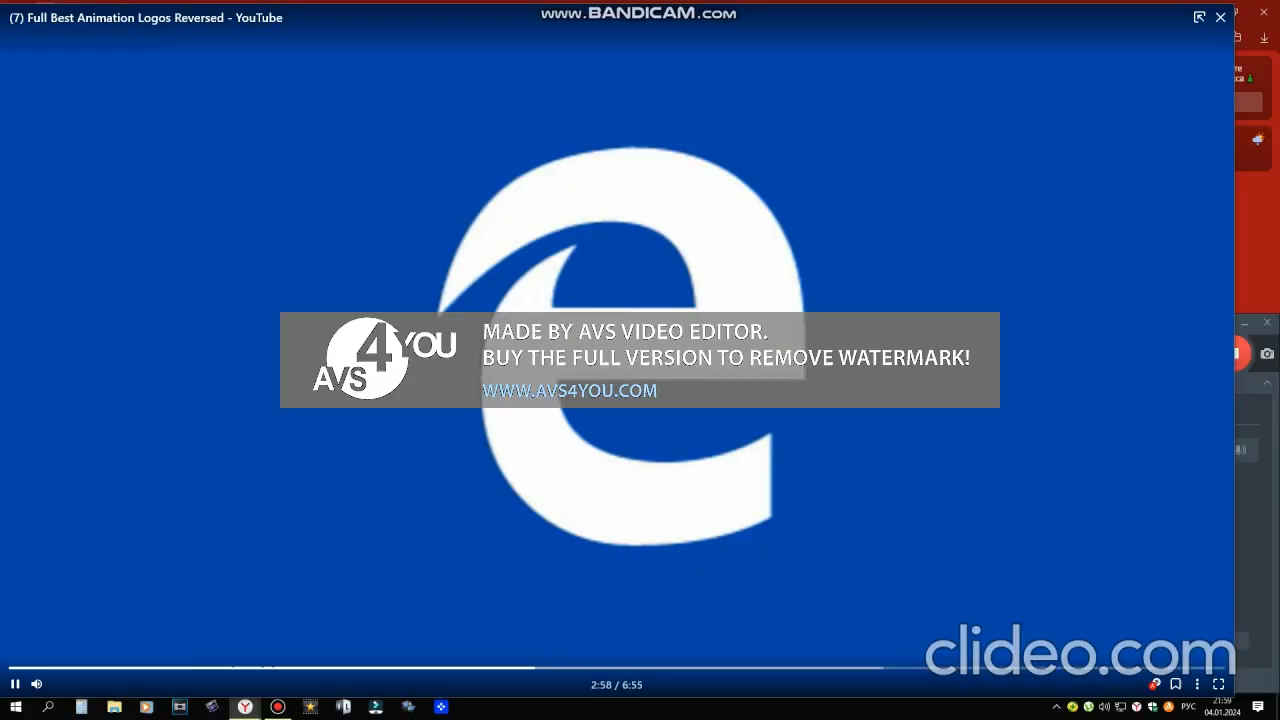 (7) Full Best Animation Logos Reversed - YouTube
www.BANDICAM.com
AVS4YOU
MADE BY AVS VIDEO EDITOR.
BUY THE FULL VERSION TO REMOVE WATERMARK!
WWW.AVS4YOU.COM
clideo.com
2:58 / 6:55
РУС
21:59
04.01.2024